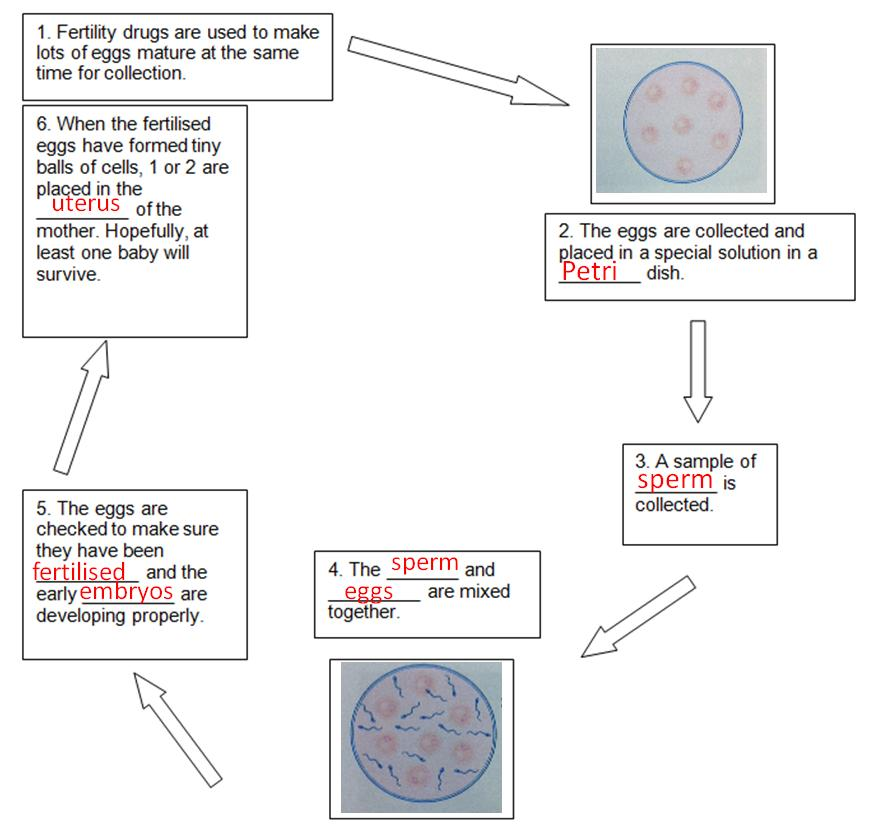 1. Fertility drugs are used to make
lots of eggs mature at the same
time for collection.
2. The eggs are collected and
placed in a special solution in a
Petri dish.
3. A sample of
sperm is
collected.
4. The sperm and
eggs are mixed
together.
5. The eggs are
checked to make sure
they have been
fertilised and the
early embryos are
developing properly.
6. When the fertilised
eggs have formed tiny
balls of cells, 1 or 2 are
placed in the
uterus of the
mother. Hopefully, at
least one baby will
survive.